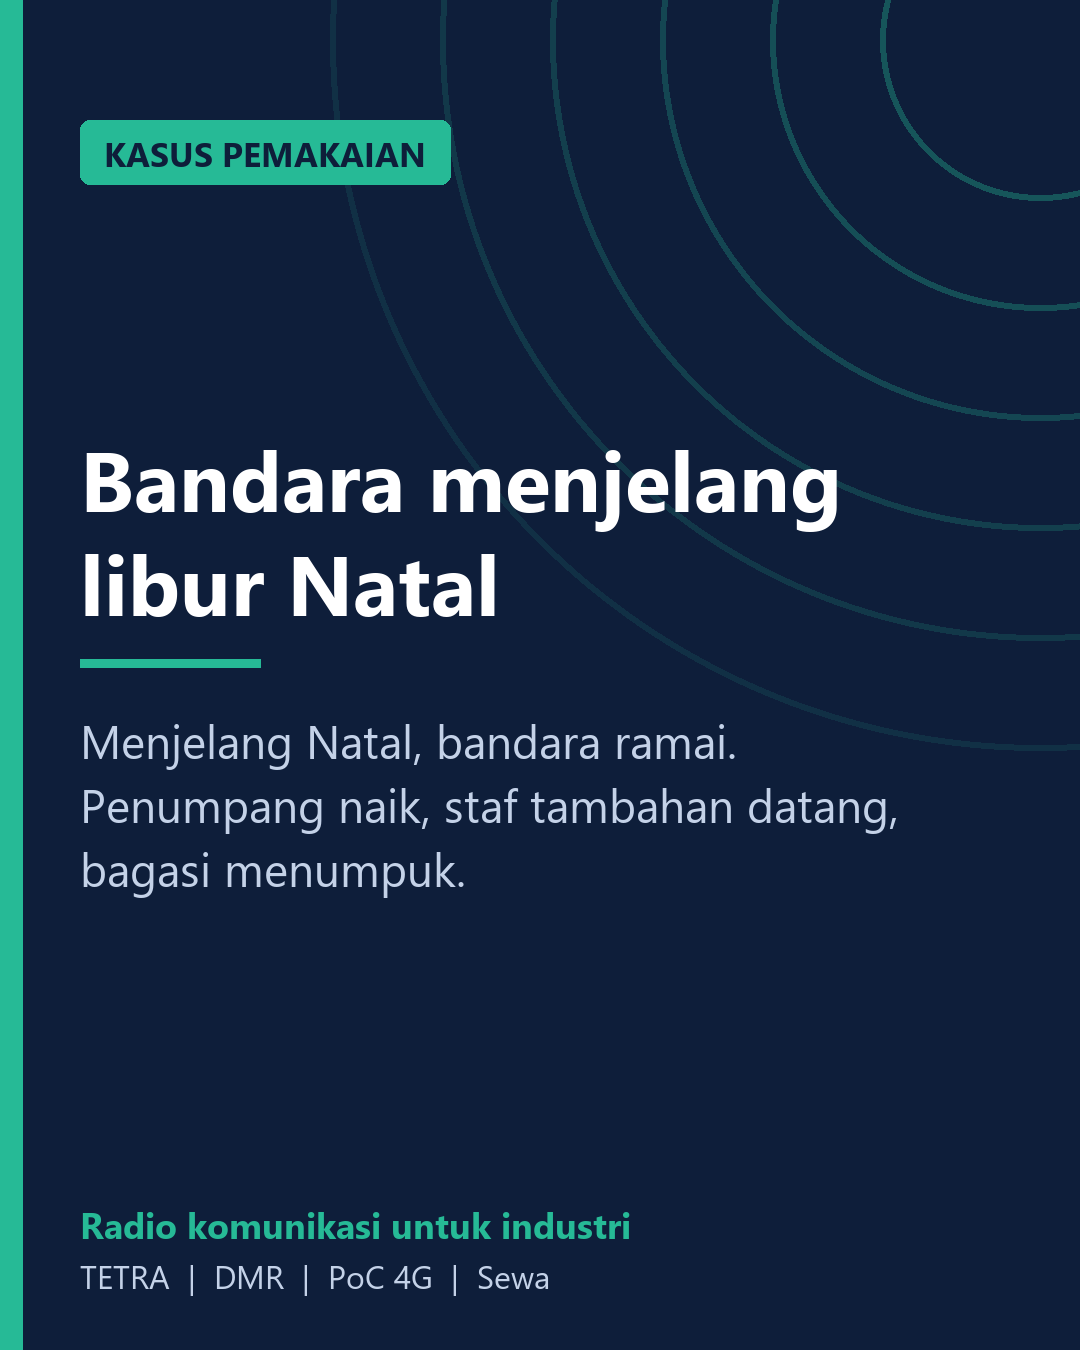 KASUS PEMAKAIAN
Bandara menjelang
libur Natal
Menjelang Natal, bandara ramai.
Penumpang naik, staf tambahan datang,
bagasi menumpuk.
Radio komunikasi untuk industri
TETRA | DMR | PoC 4G | Sewa